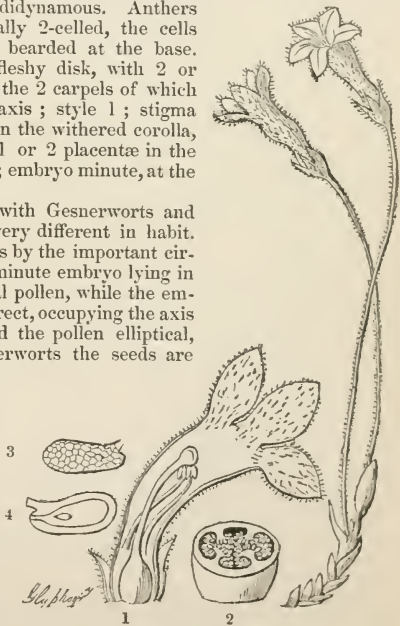 didynamous. Anthers
ally 2-celled, the cells
bearded at the base.
fleshy disk, with 2 or
the 2 carpels of which
axis ; style 1 ; stigma
n the withered corolla,
l or 2 placentæ in the
; embryo minute, at the
with Gesnerworts and
very different in habit.
s by the important cir-
minute embryo lying in
al pollen, while the em-
rect, occupying the axis
d the pollen elliptical,
erworts the seeds are
3
4
1 2